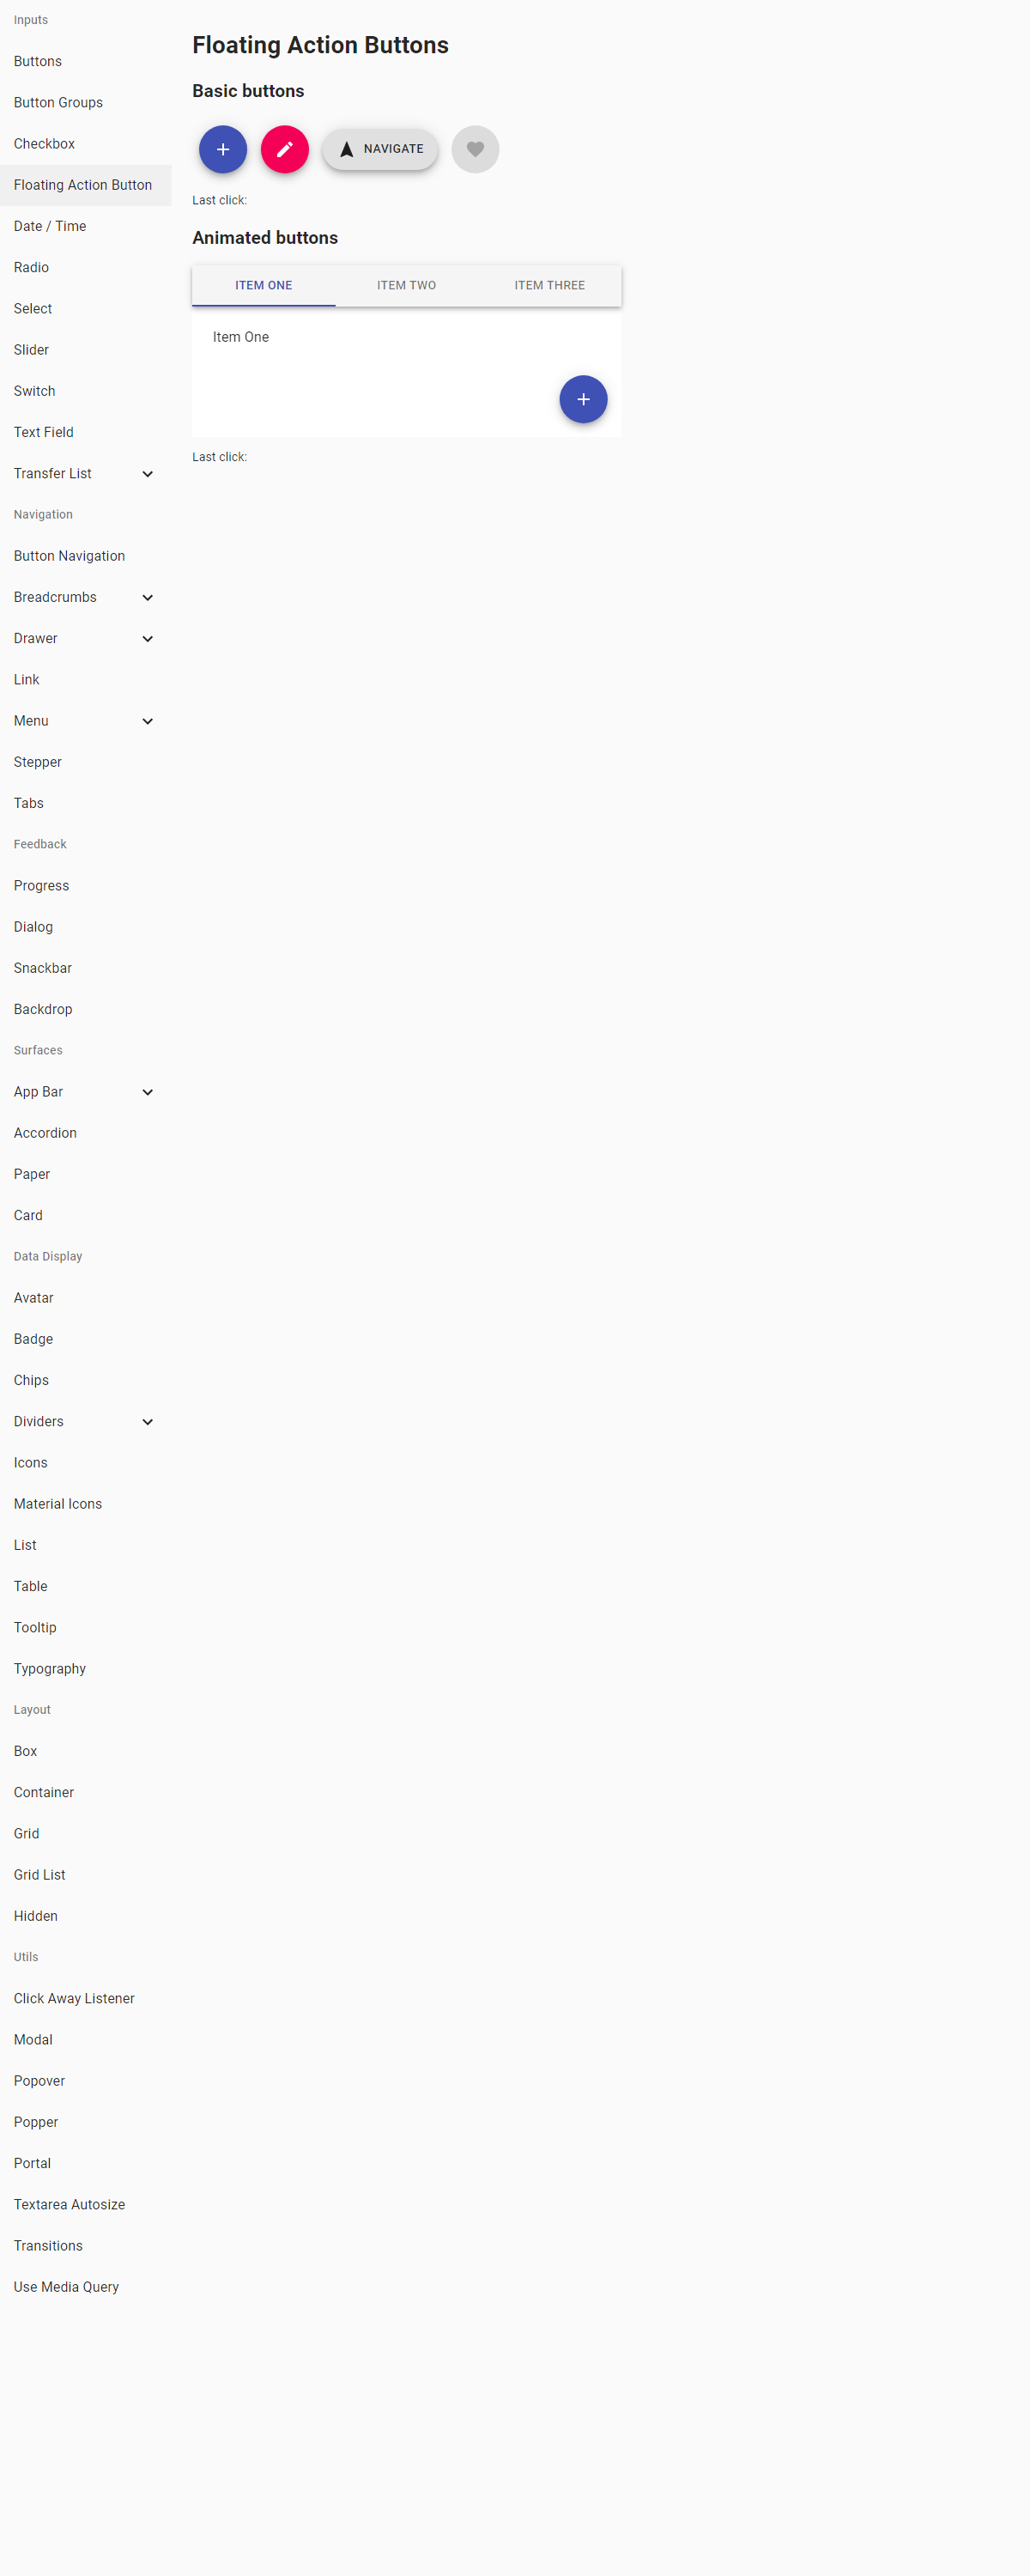 Inputs
Buttons
Button Groups
Checkbox
Floating Action Button
Date / Time
Radio
Select
Slider
Switch
Text Field
Transfer List
Navigation
Button Navigation
Breadcrumbs
Drawer
Link
Menu
Stepper
Tabs
Feedback
Progress
Dialog
Snackbar
Backdrop
Surfaces
App Bar
Accordion
Paper
Card
Data Display
Avatar
Badge
Chips
Dividers
Icons
Material Icons
List
Table
Tooltip
Typography
Layout
Box
Container
Grid
Grid List
Hidden
Utils
Click Away Listener
Modal
Popover
Popper
Portal
Textarea Autosize
Transitions
Use Media Query
Floating Action Buttons
Basic buttons
NAVIGATE
Last click:
Animated buttons
ITEM ONE ITEM TWO ITEM THREE
Item One
Last click: